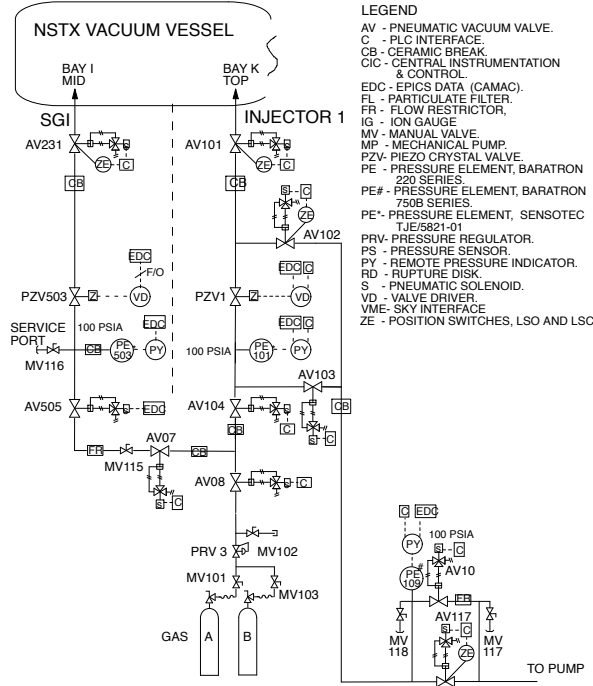 NSTX VACUUM VESSEL
BAY I
MID
BAY K
TOP
SGI
INJECTOR 1
AV231
ZE
C
CB
AV101
ZE
C
CB
S
C
ZE
AV102
EDC
F/O
PZV503
Z
VD
EDC
C
PZV1
Z
VD
SERVICE
PORT
100 PSIA
EDC
CB
PE
503
*
PY
MV116
EDC
C
100 PSIA
PE
101
PY
AV505
S
EDC
AV104
S
C
CB
AV103
S
C
CB
FR
MV115
AV07
S
C
CB
AV08
S
C
PRV 3
MV102
MV101
MV103
GAS
A
B
C
EDC
PY
100 PSIA
PE
109
#
S
C
AV10
FR
MV
118
AV117
S
C
ZE
MV
117
TO PUMP
LEGEND
AV - PNEUMATIC VACUUM VALVE.
C - PLC INTERFACE.
CB - CERAMIC BREAK.
CIC - CENTRAL INSTRUMENTATION
& CONTROL.
EDC - EPICS DATA (CAMAC).
FL - PARTICULATE FILTER.
FR - FLOW RESTRICTOR,
IG - ION GAUGE
MV - MANUAL VALVE.
MP - MECHANICAL PUMP.
PZV- PIEZO CRYSTAL VALVE.
PE - PRESSURE ELEMENT, BARATRON
220 SERIES.
PE# - PRESSURE ELEMENT, BARATRON
750B SERIES.
PE*- PRESSURE ELEMENT, SENSOTEC
TJE/5821-01
PRV- PRESSURE REGULATOR.
PS - PRESSURE SENSOR.
PY - REMOTE PRESSURE INDICATOR.
RD - RUPTURE DISK.
S - PNEUMATIC SOLENOID.
VD - VALVE DRIVER.
VME- SKY INTERFACE
ZE - POSITION SWITCHES, LSO AND LSC